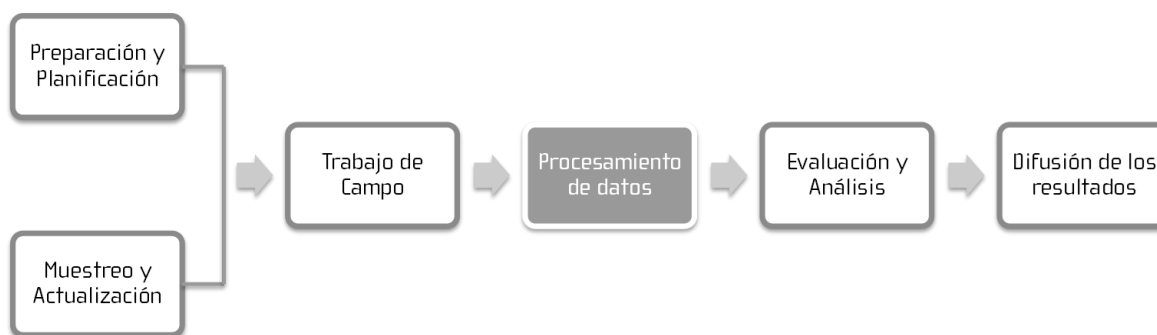 Preparación y
Planificación
Muestreo y
Actualización
Trabajo de
Campo
Procesamiento
de datos
Evaluación y
Análisis
Difusión de los
resultados